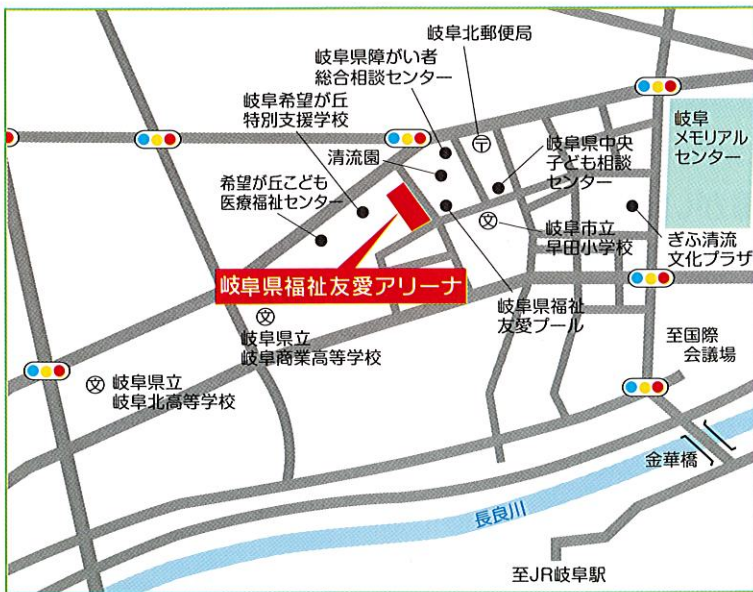 岐阜北郵便局
岐阜県障がい者
総合相談センター
岐阜希望が丘
特別支援学校
清流園
希望が丘こども
医療福祉センター
〒
岐阜県中央
子ども相談
センター
岐阜
メモリアル
センター
文
岐阜市立
早田小学校
ぎふ清流
文化プラザ
岐阜県福祉友愛アリーナ
岐阜県福祉
友愛プール
文
岐阜県立
岐阜商業高等学校
文
岐阜県立
岐阜北高等学校
至国際
会議場
金華橋
長良川
至JR岐阜駅